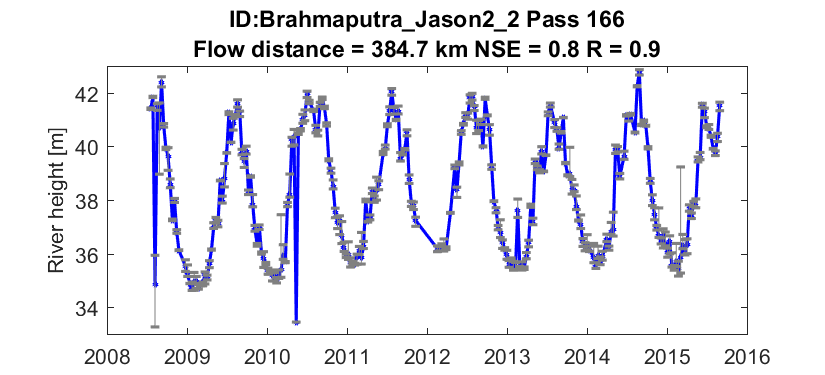 ID:Brahmaputra_Jason2_2 Pass 166
Flow distance = 384.7 km NSE = 0.8 R = 0.9
River height [m]
42
40
38
36
34
2008 2009 2010 2011 2012 2013 2014 2015 2016